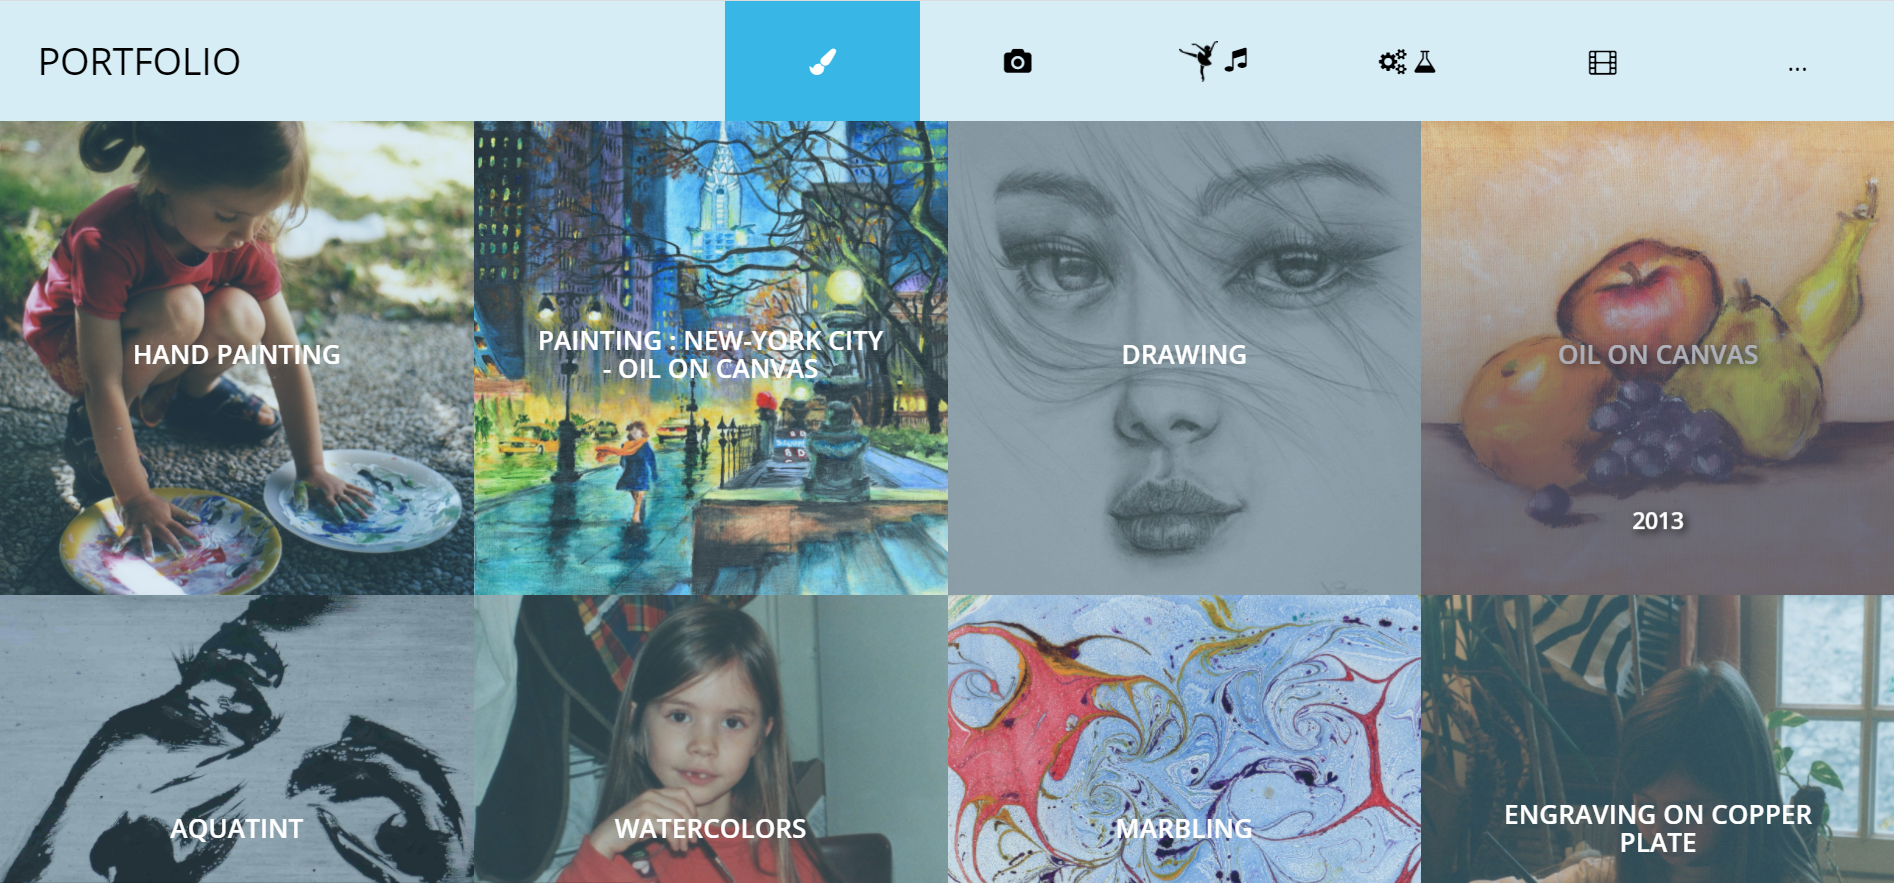 PORTFOLIO
...
HAND PAINTING
PAINTING : NEW-YORK CITY
- OIL ON CANVAS
DRAWING
OIL ON CANVAS
2013
AQUATINT
WATERCOLORS
MARBLING
ENGRAVING ON COPPER
PLATE